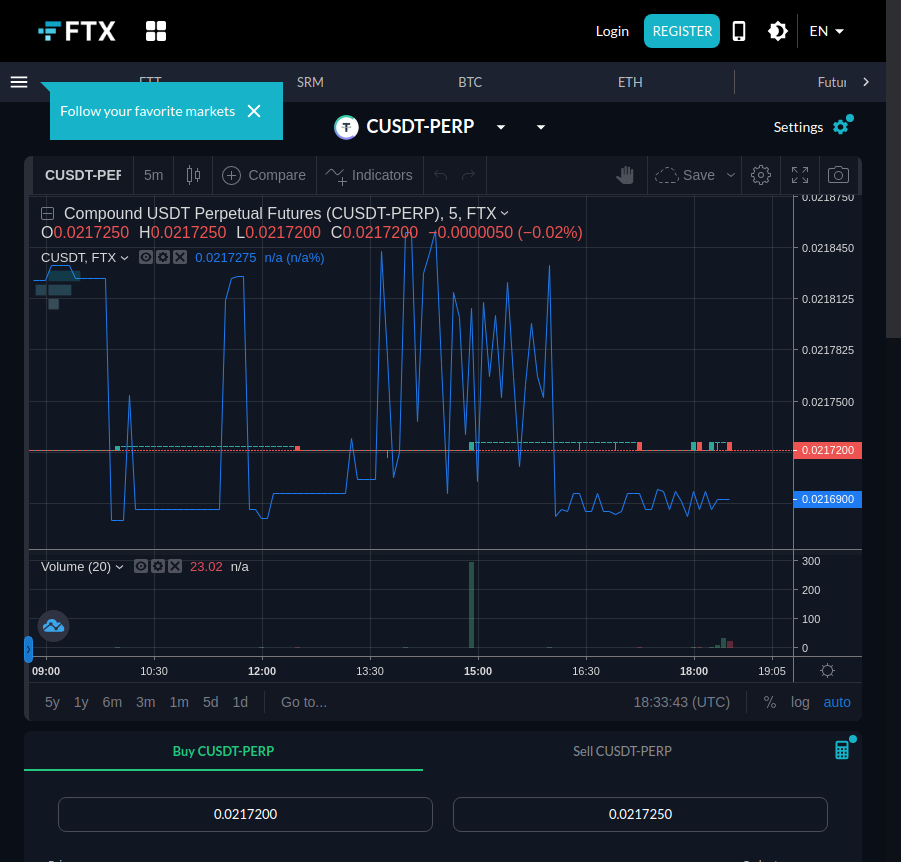 FTX
Login
REGISTER
EN
FTT
SRM
BTC
ETH
Futur
Follow your favorite markets
CUSDT-PERP
Settings
CUSDT-PEF
5m
Compare
Indicators
Save
Compound USDT Perpetual Futures (CUSDT-PERP), 5, FTX
O0.0217250 H0.0217250 L0.0217200 C0.0217200 −0.0000050 (−0.02%)
CUSDT, FTX 0.0217275 n/a (n/a%)
0.0218750
0.0218450
0.0218125
0.0217825
0.0217500
0.0217200
0.0216900
Volume (20) 23.02 n/a
300
200
100
0
09:00 10:30 12:00 13:30 15:00 16:30 18:00 19:05
5y 1y 6m 3m 1m 5d 1d Go to... 18:33:43 (UTC) % log auto
Buy CUSDT-PERP
Sell CUSDT-PERP
0.0217200
0.0217250